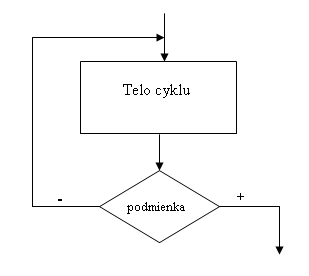 Telo cyklu
- +
podmienka